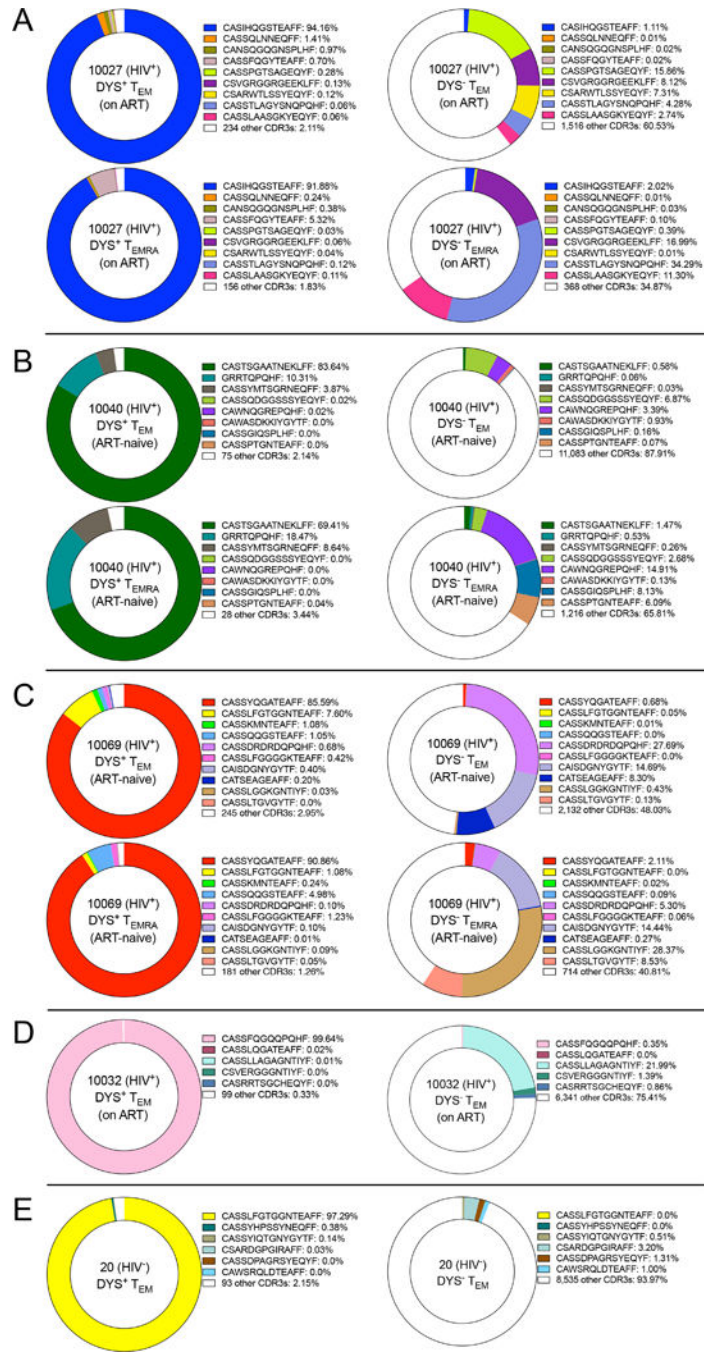 A
10027 (HIV+)
DYS+ TEM
(on ART)
CASIHQGSTEAFF: 94.16%
CASSQLNNEQFF: 1.41%
CANSQGQGNSPLHF: 0.97%
CASSFQGYTEAFF: 0.70%
CASSPGTSAGEQYF: 0.28%
CSVGRGGRGEEKLFF: 0.13%
CSARWTLSSYEQYF: 0.12%
CASSTLAGYSNQPQHF: 0.06%
CASSLAASGKYEQYF: 0.06%
234 other CDR3s: 2.11%
10027 (HIV+)
DYS- TEM
(on ART)
CASIHQGSTEAFF: 1.11%
CASSQLNNEQFF: 0.01%
CANSQGQGNSPLHF: 0.02%
CASSFQGYTEAFF: 0.02%
CASSPGTSAGEQYF: 15.86%
CSVGRGGRGEEKLFF: 8.12%
CSARWTLSSYEQYF: 7.31%
CASSTLAGYSNQPQHF: 4.28%
CASSLAASGKYEQYF: 2.74%
1,516 other CDR3s: 60.53%
10027 (HIV+)
DYS+ TEMRA
(on ART)
CASIHQGSTEAFF: 91.88%
CASSQLNNEQFF: 0.24%
CANSQGQGNSPLHF: 0.38%
CASSFQGYTEAFF: 5.32%
CASSPGTSAGEQYF: 0.03%
CSVGRGGRGEEKLFF: 0.06%
CSARWTLSSYEQYF: 0.04%
CASSTLAGYSNQPQHF: 0.12%
CASSLAASGKYEQYF: 0.11%
156 other CDR3s: 1.83%
10027 (HIV+)
DYS- TEMRA
(on ART)
CASIHQGSTEAFF: 2.02%
CASSQLNNEQFF: 0.01%
CANSQGQGNSPLHF: 0.03%
CASSFQGYTEAFF: 0.10%
CASSPGTSAGEQYF: 0.39%
CSVGRGGRGEEKLFF: 16.99%
CSARWTLSSYEQYF: 0.01%
CASSTLAGYSNQPQHF: 34.29%
CASSLAASGKYEQYF: 11.30%
368 other CDR3s: 34.87%
B
10040 (HIV+)
DYS+ TEM
(ART-naive)
CASTSGAATNEKLFF: 83.64%
GRRTQPQHF: 10.31%
CASSYMTSGRNEQFF: 3.87%
CASSQDGGSSSYEQYF: 0.02%
CAWNQGREPQHF: 0.02%
CAWASDKKIYGYTF: 0.0%
CASSGIQSPLHF: 0.0%
CASSPTGNTEAFF: 0.0%
75 other CDR3s: 2.14%
10040 (HIV+)
DYS- TEM
(ART-naive)
CASTSGAATNEKLFF: 0.58%
GRRTQPQHF: 0.06%
CASSYMTSGRNEQFF: 0.03%
CASSQDGGSSSYEQYF: 6.87%
CAWNQGREPQHF: 3.39%
CAWASDKKIYGYTF: 0.93%
CASSGIQSPLHF: 0.16%
CASSPTGNTEAFF: 0.07%
11,083 other CDR3s: 87.91%
10040 (HIV+)
DYS+ TEMRA
(ART-naive)
CASTSGAATNEKLFF: 69.41%
GRRTQPQHF: 18.47%
CASSYMTSGRNEQFF: 8.64%
CASSQDGGSSSYEQYF: 0.0%
CAWNQGREPQHF: 0.0%
CAWASDKKIYGYTF: 0.0%
CASSGIQSPLHF: 0.0%
CASSPTGNTEAFF: 0.04%
28 other CDR3s: 3.44%
10040 (HIV+)
DYS- TEMRA
(ART-naive)
CASTSGAATNEKLFF: 1.47%
GRRTQPQHF: 0.53%
CASSYMTSGRNEQFF: 0.26%
CASSQDGGSSSYEQYF: 2.68%
CAWNQGREPQHF: 14.91%
CAWASDKKIYGYTF: 0.13%
CASSGIQSPLHF: 8.13%
CASSPTGNTEAFF: 6.09%
1,216 other CDR3s: 65.81%
C
10069 (HIV+)
DYS+ TEM
(ART-naive)
CASSYQGATEAFF: 85.59%
CASSLFGTGGNTEAFF: 7.60%
CASSKMNTEAFF: 1.08%
CASSQQGSTEAFF: 1.05%
CASSDRDRDQPQHF: 0.68%
CASSLFGGGGKTEAFF: 0.42%
CAISDGNYGYTF: 0.40%
CATSEAGEAFF: 0.20%
CASSLGGKGNTIYF: 0.03%
CASSLTGVGYTF: 0.0%
245 other CDR3s: 2.95%
10069 (HIV+)
DYS- TEM
(ART-naive)
CASSYQGATEAFF: 0.68%
CASSLFGTGGNTEAFF: 0.05%
CASSKMNTEAFF: 0.01%
CASSQQGSTEAFF: 0.0%
CASSDRDRDQPQHF: 27.69%
CASSLFGGGGKTEAFF: 0.0%
CAISDGNYGYTF: 14.69%
CATSEAGEAFF: 8.30%
CASSLGGKGNTIYF: 0.43%
CASSLTGVGYTF: 0.13%
2,132 other CDR3s: 48.03%
10069 (HIV+)
DYS+ TEMRA
(ART-naive)
CASSYQGATEAFF: 90.86%
CASSLFGTGGNTEAFF: 1.08%
CASSKMNTEAFF: 0.24%
CASSQQGSTEAFF: 4.98%
CASSDRDRDQPQHF: 0.10%
CASSLFGGGGKTEAFF: 1.23%
CAISDGNYGYTF: 0.10%
CATSEAGEAFF: 0.01%
CASSLGGKGNTIYF: 0.09%
CASSLTGVGYTF: 0.05%
181 other CDR3s: 1.26%
10069 (HIV+)
DYS- TEMRA
(ART-naive)
CASSYQGATEAFF: 2.11%
CASSLFGTGGNTEAFF: 0.0%
CASSKMNTEAFF: 0.02%
CASSQQGSTEAFF: 0.09%
CASSDRDRDQPQHF: 5.30%
CASSLFGGGGKTEAFF: 0.06%
CAISDGNYGYTF: 14.44%
CATSEAGEAFF: 0.27%
CASSLGGKGNTIYF: 28.37%
CASSLTGVGYTF: 8.53%
714 other CDR3s: 40.81%
D
10032 (HIV+)
DYS+ TEM
(on ART)
CASSFQGQQPQHF: 99.64%
CASSLQGATEAFF: 0.02%
CASSLLAGAGNTIYF: 0.01%
CSVERGGGNTIYF: 0.0%
CASRRTSGCHEQYF: 0.0%
99 other CDR3s: 0.33%
10032 (HIV+)
DYS- TEM
(on ART)
CASSFQGQQPQHF: 0.35%
CASSLQGATEAFF: 0.0%
CASSLLAGAGNTIYF: 21.99%
CSVERGGGNTIYF: 1.39%
CASRRTSGCHEQYF: 0.86%
6,341 other CDR3s: 75.41%
E
20 (HIV-)
DYS+ TEM
CASSLFGTGGNTEAFF: 97.29%
CASSYHPSSYNEQFF: 0.38%
CASSYIQTGNYGYTF: 0.14%
CSARDGPGIRAFF: 0.03%
CASSDPAGRSYEQYF: 0.0%
CAWSRQLDTEAFF: 0.0%
93 other CDR3s: 2.15%
20 (HIV-)
DYS- TEM
CASSLFGTGGNTEAFF: 0.0%
CASSYHPSSYNEQFF: 0.0%
CASSYIQTGNYGYTF: 0.51%
CSARDGPGIRAFF: 3.20%
CASSDPAGRSYEQYF: 1.31%
CAWSRQLDTEAFF: 1.00%
8,535 other CDR3s: 93.97%